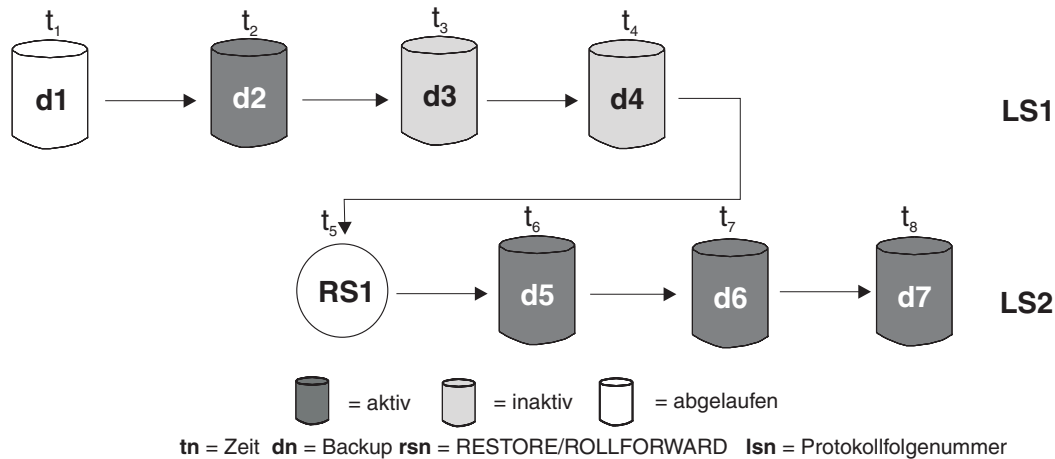 t₁ t₂ t₃ t₄
d1 d2 d3 d4 LS1
t₅ t₆ t₇ t₈
RS1 d5 d6 d7 LS2
= aktiv = inaktiv = abgelaufen
tn = Zeit dn = Backup rsn = RESTORE/ROLLFORWARD lsn = Protokollfolgenummer